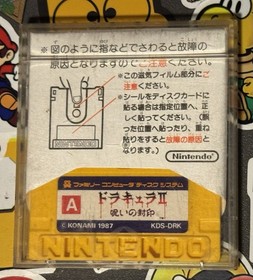 ※図のように指などでさわると故障の
原因となりますのでご注意ください。
※この磁気フィルム部分にご
注意ください。
※シールをディスクカードに
貼る場合は指定位置へ、正
しく貼ってください。(誤
った位置へ貼ったり、重ね
貼りをすると故障の原因と
なります。)
Nintendo
ファミリー コンピュータ ディスク システム
A
ドラキュラII
呪いの封印
© KONAMI 1987
KDS-DRK
NINTENDO